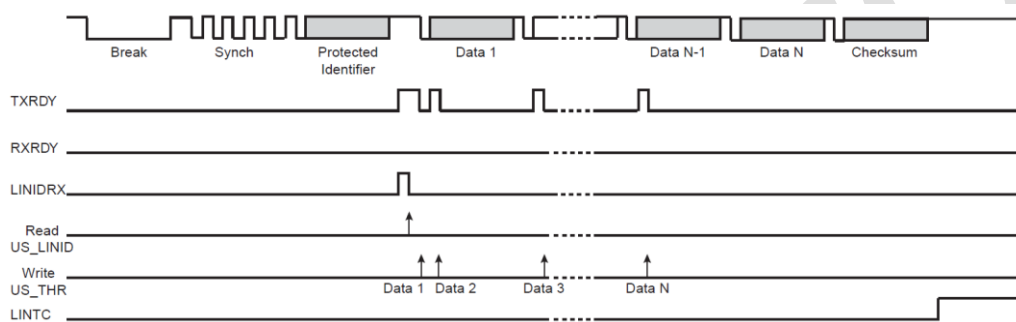 Break Synch Protected Data 1 Data N-1 Data N Checksum
Identifier
TXRDY
RXRDY
LINIDRX
Read
US_LINID
Write
US_THR Data 1 Data 2 Data 3 Data N
LINTC